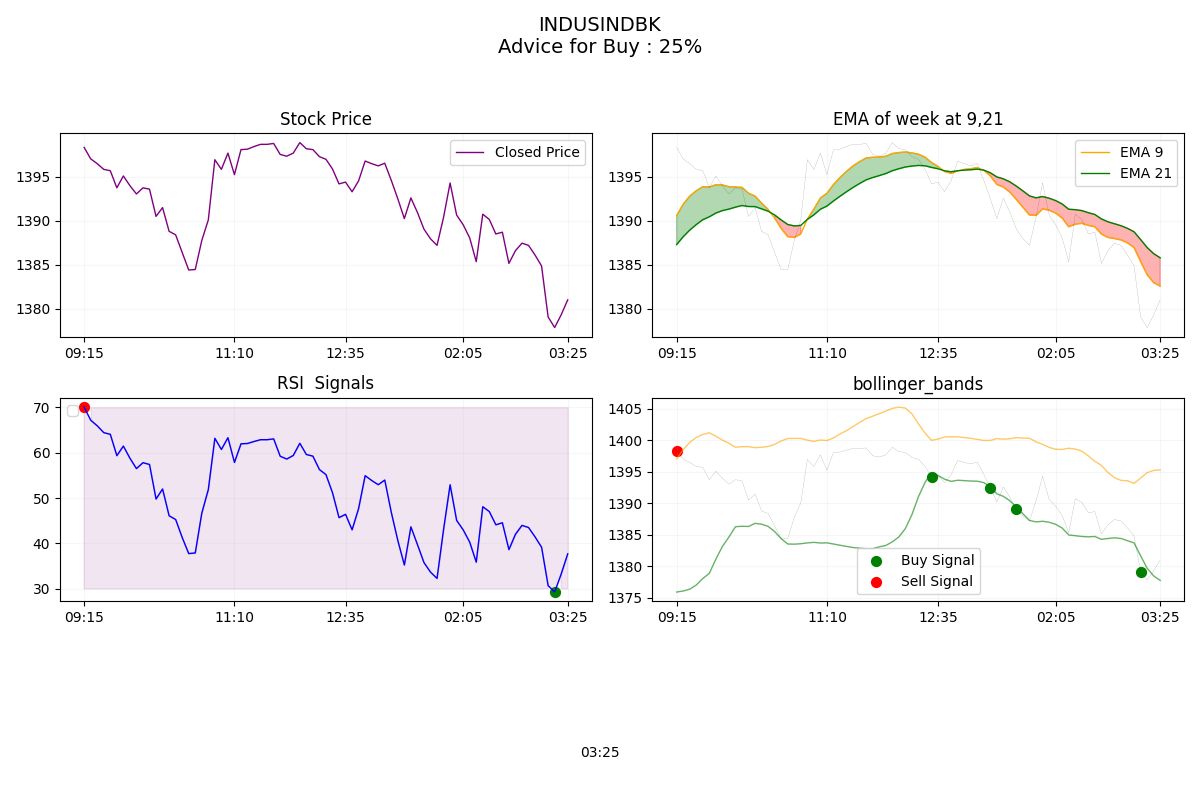 INDUSINDBK
Advice for Buy : 25%
Stock Price
Closed Price
1395
1390
1385
1380
09:15 11:10 12:35 02:05 03:25
EMA of week at 9,21
EMA 9
EMA 21
1395
1390
1385
1380
09:15 11:10 12:35 02:05 03:25
RSI  Signals
70
60
50
40
30
09:15 11:10 12:35 02:05 03:25
bollinger_bands
1405
1400
1395
1390
1385
1380
1375
Buy Signal
Sell Signal
09:15 11:10 12:35 02:05 03:25
03:25